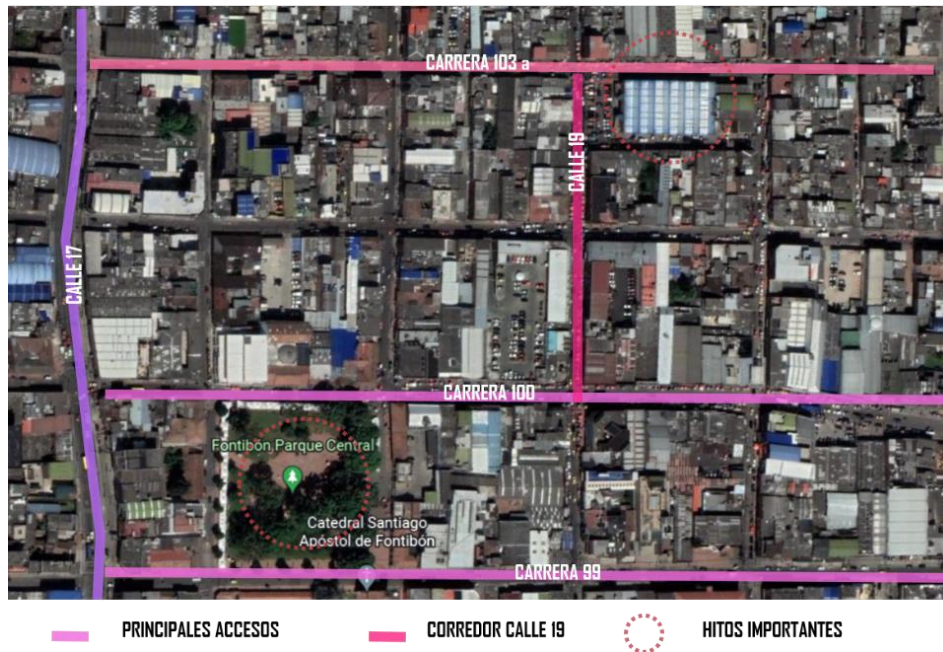 CARRERA 103 a
CALLE 19
CALLE 17
CARRERA 100
Fontibón Parque Central
Catedral Santiago
Apóstol de Fontibón
CARRERA 99
PRINCIPALES ACCESOS
CORREDOR CALLE 19
HITOS IMPORTANTES